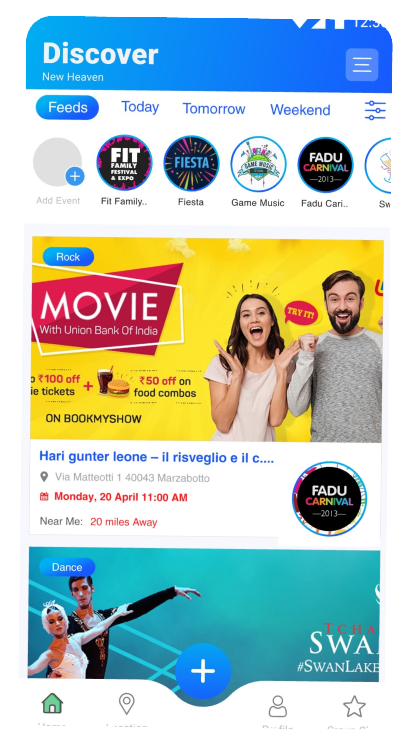 12:3
Discover
New Heaven
Feeds
Today
Tomorrow
Weekend
FIT
FAMILY
FESTIVAL
& EXPO
FIESTA
GAME MUSIC
FADU
CARNIVAL
—2013—
Add Event
Fit Family..
Fiesta
Game Music
Fadu Cari..
Sw
Rock
MOVIE
With Union Bank Of India
TRY IT!
₹100 off
ie tickets
+
₹50 off on
food combos
ON BOOKMYSHOW
Hari gunter leone – il risveglio e il c....
Via Matteotti 1 40043 Marzabotto
Monday, 20 April 11:00 AM
Near Me: 20 miles Away
FADU
CARNIVAL
—2013—
Dance
TCHA
SWA
#SWANLAKE